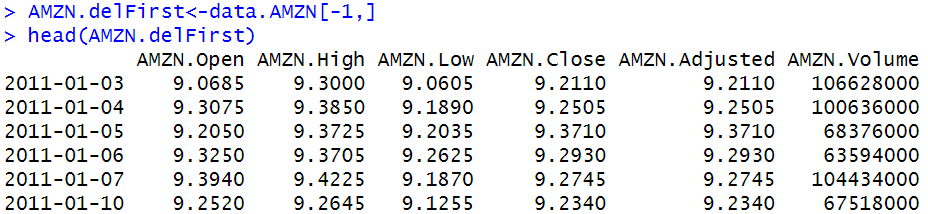 > AMZN.delFirst<-data.AMZN[-1,]
> head(AMZN.delFirst)
AMZN.Open AMZN.High AMZN.Low AMZN.Close AMZN.Adjusted AMZN.Volume
2011-01-03 9.0685 9.3000 9.0605 9.2110 9.2110 106628000
2011-01-04 9.3075 9.3850 9.1890 9.2505 9.2505 100636000
2011-01-05 9.2050 9.3725 9.2035 9.3710 9.3710 68376000
2011-01-06 9.3250 9.3705 9.2625 9.2930 9.2930 63594000
2011-01-07 9.3940 9.4225 9.1870 9.2745 9.2745 104434000
2011-01-10 9.2520 9.2645 9.1255 9.2340 9.2340 67518000